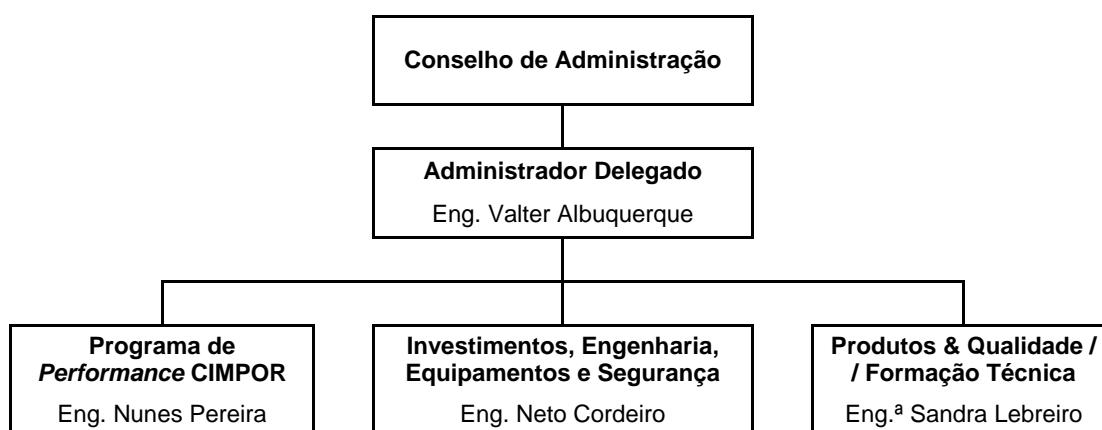 Conselho de Administração
Administrador Delegado
Eng. Valter Albuquerque
Programa de
Performance CIMPOR
Eng. Nunes Pereira
Investimentos, Engenharia,
Equipamentos e Segurança
Eng. Neto Cordeiro
Produtos & Qualidade /
/ Formação Técnica
Eng.ª Sandra Lebreiro